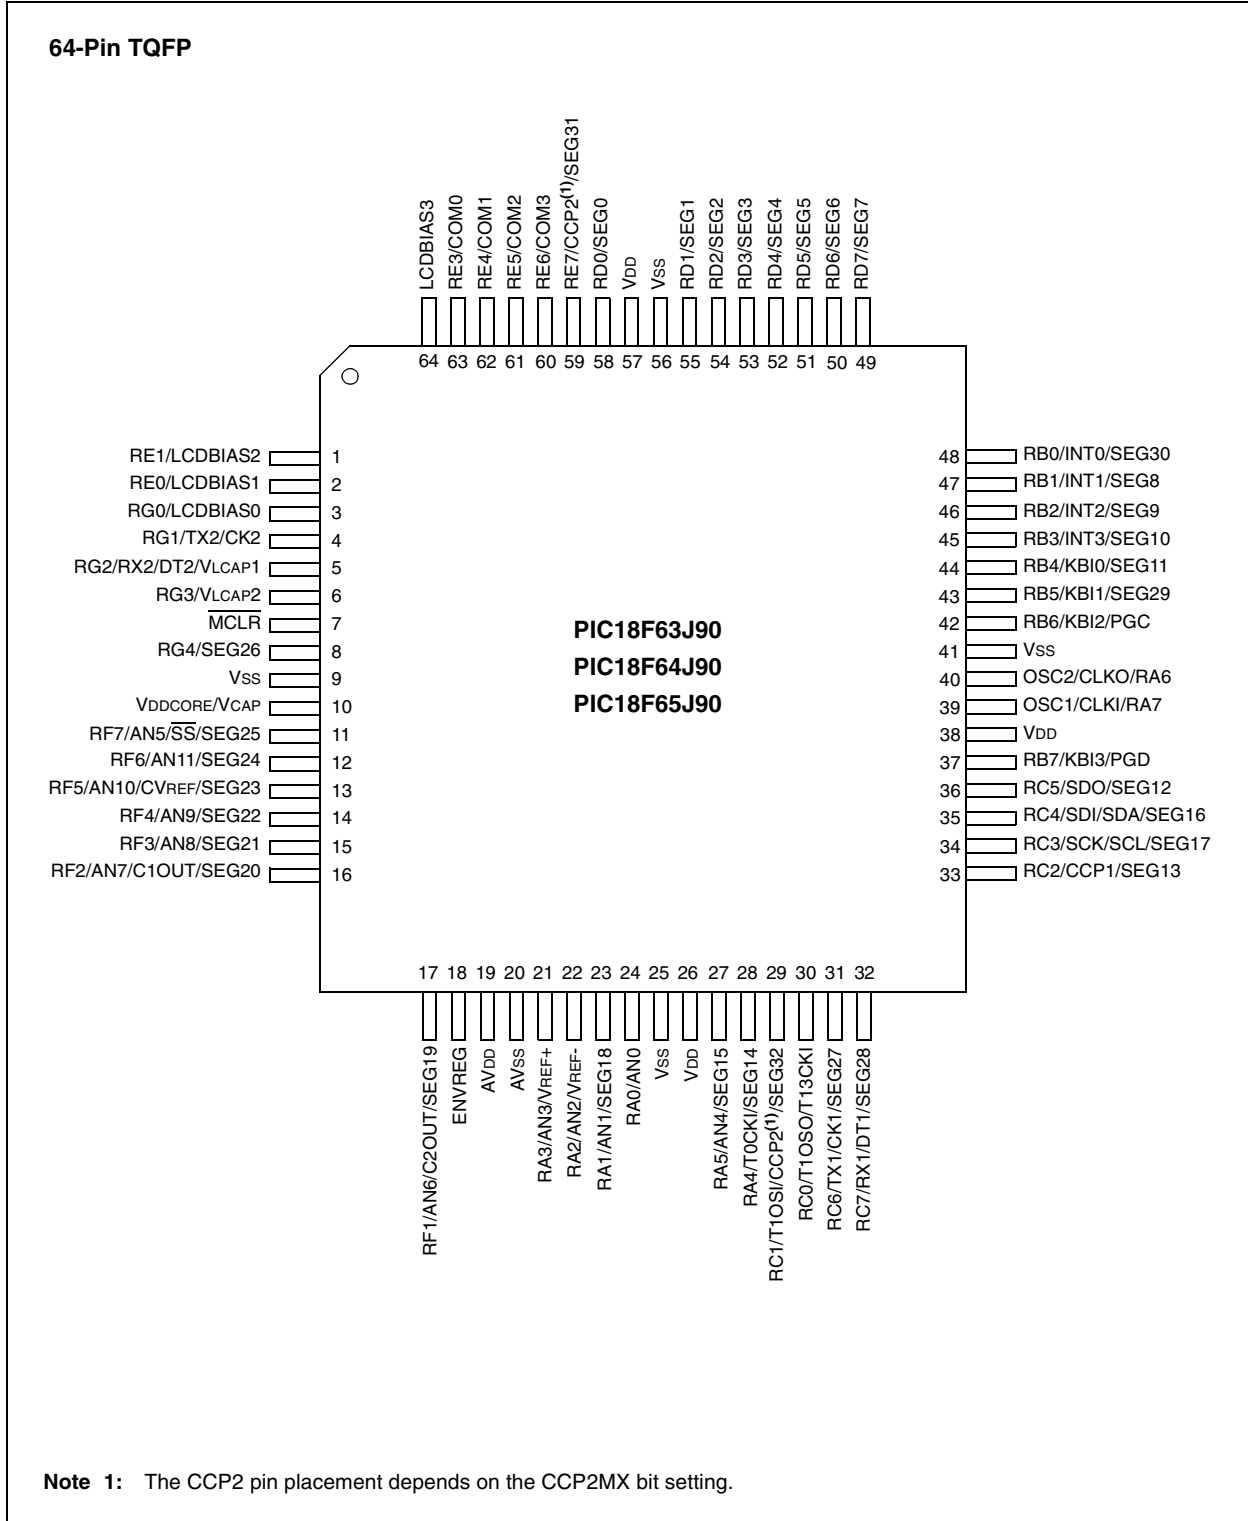 64-Pin TQFP
LCDBIAS3
RE3/COM0
RE4/COM1
RE5/COM2
RE6/COM3
RE7/CCP2(1)/SEG31
RD0/SEG0
VDD
VSS
RD1/SEG1
RD2/SEG2
RD3/SEG3
RD4/SEG4
RD5/SEG5
RD6/SEG6
RD7/SEG7
64 63 62 61 60 59 58 57 56 55 54 53 52 51 50 49
RE1/LCDBIAS2 1
RE0/LCDBIAS1 2
RG0/LCDBIAS0 3
RG1/TX2/CK2 4
RG2/RX2/DT2/VLCAP1 5
RG3/VLCAP2 6
MCLR 7
RG4/SEG26 8
VSS 9
VDDCORE/VCAP 10
RF7/AN5/SS/SEG25 11
RF6/AN11/SEG24 12
RF5/AN10/CVREF/SEG23 13
RF4/AN9/SEG22 14
RF3/AN8/SEG21 15
RF2/AN7/C1OUT/SEG20 16
PIC18F63J90
PIC18F64J90
PIC18F65J90
48 RB0/INT0/SEG30
47 RB1/INT1/SEG8
46 RB2/INT2/SEG9
45 RB3/INT3/SEG10
44 RB4/KBI0/SEG11
43 RB5/KBI1/SEG29
42 RB6/KBI2/PGC
41 VSS
40 OSC2/CLKO/RA6
39 OSC1/CLKI/RA7
38 VDD
37 RB7/KBI3/PGD
36 RC5/SDO/SEG12
35 RC4/SDI/SDA/SEG16
34 RC3/SCK/SCL/SEG17
33 RC2/CCP1/SEG13
17 18 19 20 21 22 23 24 25 26 27 28 29 30 31 32
RF1/AN6/C2OUT/SEG19
ENVREG
AVDD
AVSS
RA3/AN3/VREF+
RA2/AN2/VREF-
RA1/AN1/SEG18
RA0/AN0
VSS
VDD
RA5/AN4/SEG15
RA4/T0CKI/SEG14
RC1/T1OSI/CCP2(1)/SEG32
RC0/T1OSO/T13CKI
RC6/TX1/CK1/SEG27
RC7/RX1/DT1/SEG28
Note 1: The CCP2 pin placement depends on the CCP2MX bit setting.